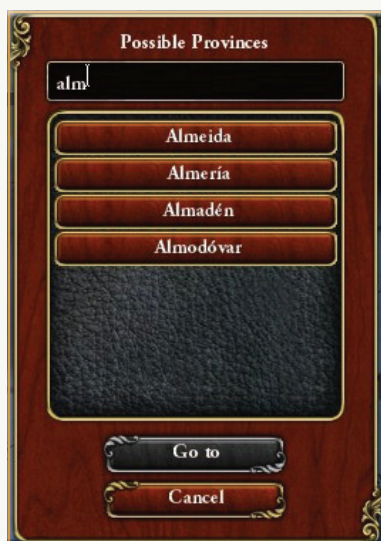 Possible Provinces
alm
Almeida
Almería
Almadén
Almodóvar
Go to
Cancel